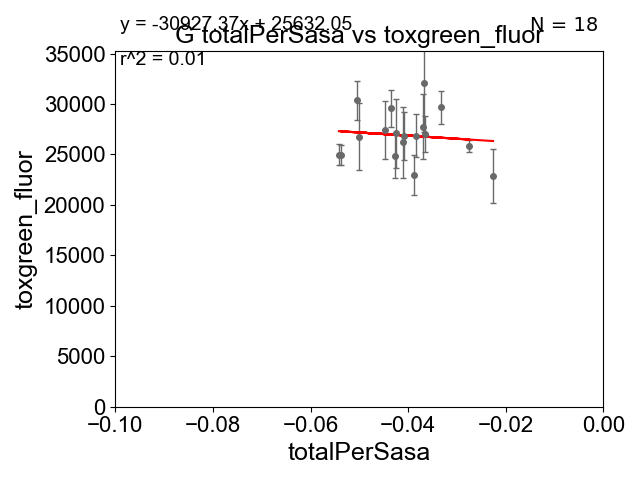 y = -30927.37x + 25632.05
N = 18
G totalPerSasa vs toxgreen_fluor
r^2 = 0.01
35000
30000
25000
20000
15000
10000
5000
0
toxgreen_fluor
−0.10 −0.08 −0.06 −0.04 −0.02 0.00
totalPerSasa